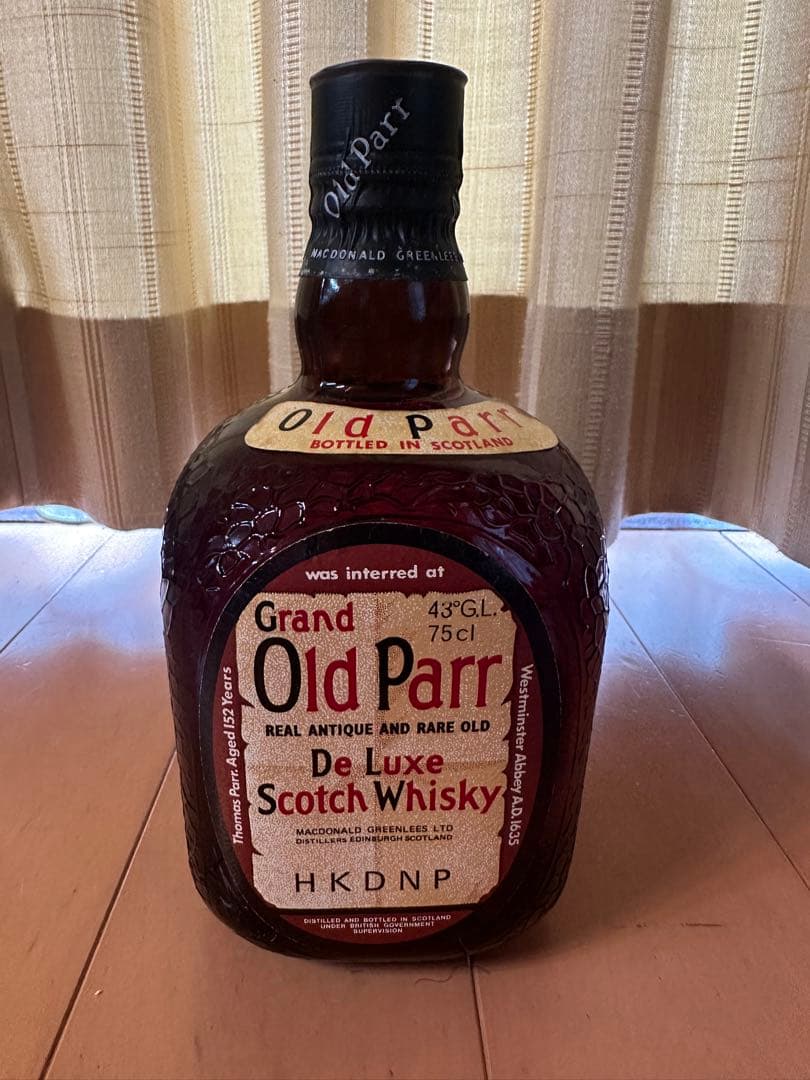 Old Parr
MACDONALD GREENLEES
Old Parr
BOTTLED IN SCOTLAND
was interred at
Grand
43°G.L.
75cl
Old Parr
REAL ANTIQUE AND RARE OLD
De Luxe
Scotch Whisky
MACDONALD GREENLEES LTD
DISTILLERS EDINBURGH SCOTLAND
HKDNP
Thomas Parr. Aged 152 Years
Westminster Abbey A.D. 1635
DISTILLED AND BOTTLED IN SCOTLAND
UNDER BRITISH GOVERNMENT
SUPERVISION